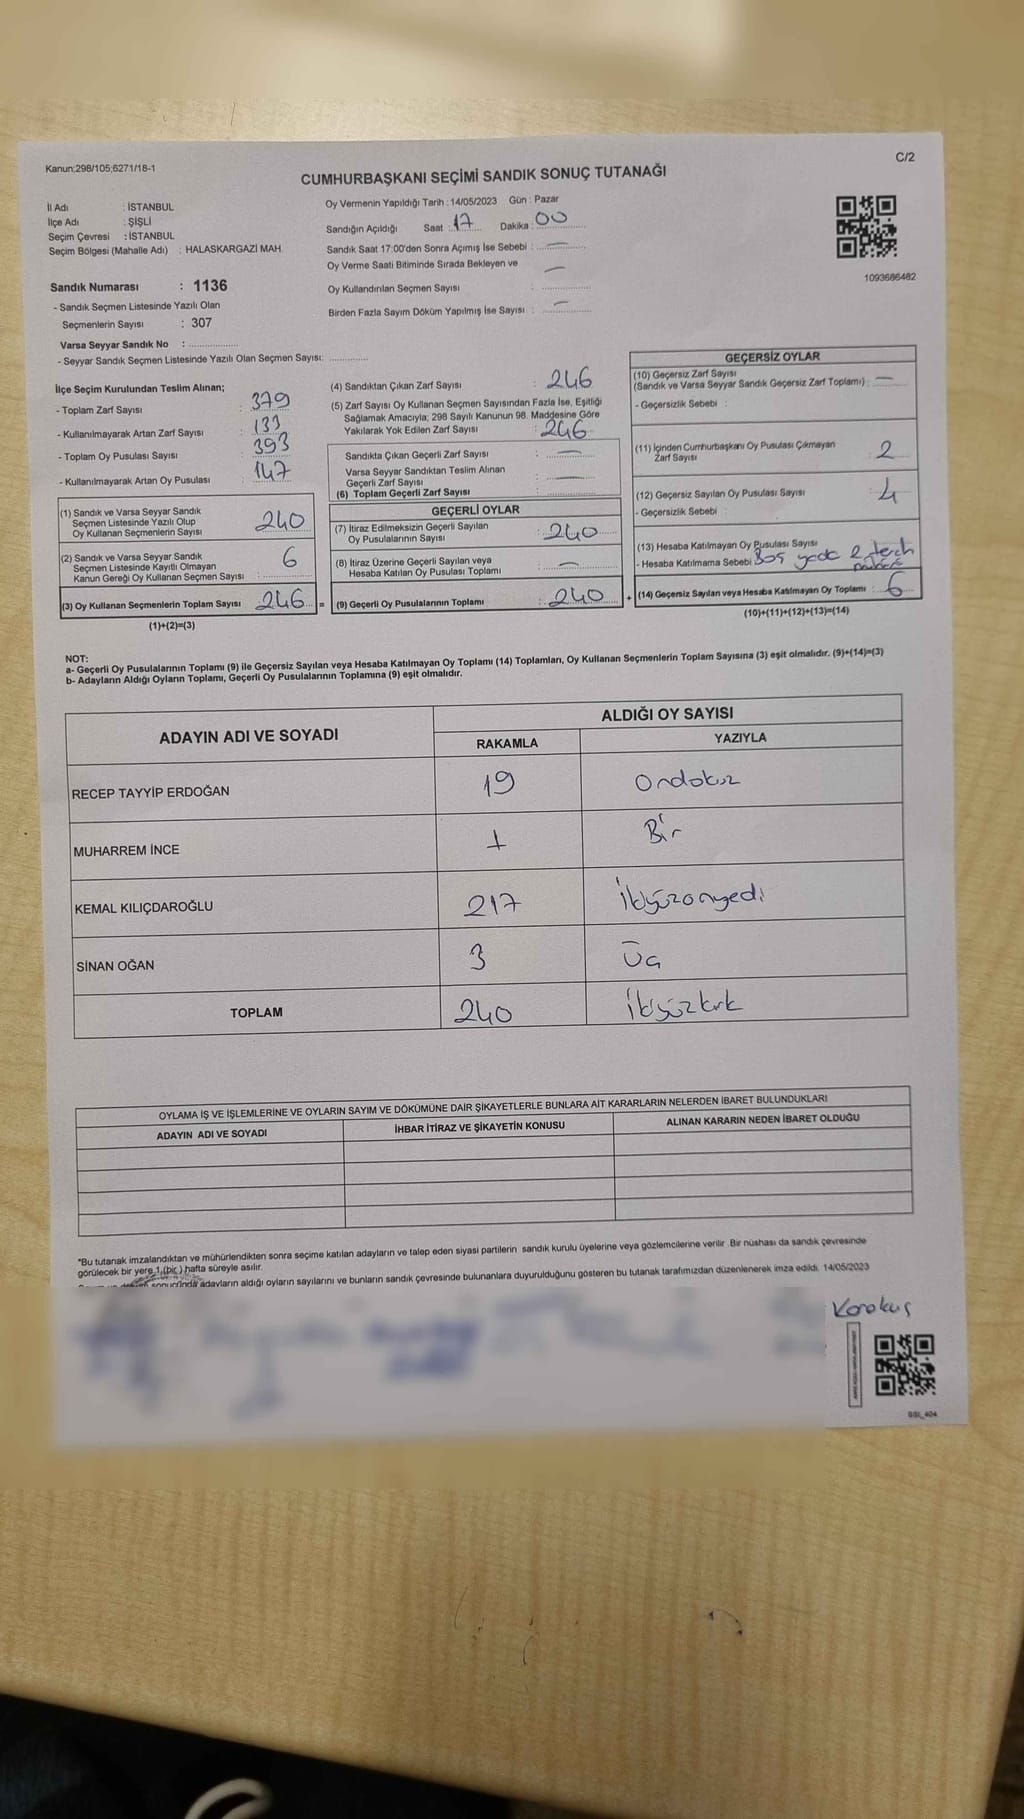 Kanun;298/105;6271/18-1
C/2
CUMHURBAŞKANI SEÇİMİ SANDIK SONUÇ TUTANAĞI
İl Adı : İSTANBUL
İlçe Adı : ŞİŞLİ
Seçim Çevresi : İSTANBUL
Seçim Bölgesi (Mahalle Adı) : HALASKARGAZİ MAH.
Sandık Numarası : 1136
- Sandık Seçmen Listesinde Yazılı Olan
Seçmenlerin Sayısı : 307
Varsa Seyyar Sandık No :
- Seyyar Sandık Seçmen Listesinde Yazılı Olan Seçmen Sayısı:
Oy Vermenin Yapıldığı Tarih : 14/05/2023 Gün : Pazar
Sandığın Açıldığı Saat : 17 Dakika : 00
Sandık Saat 17:00'den Sonra Açımış İse Sebebi : —
Oy Verme Saati Bitiminde Sırada Bekleyen ve
Oy Kullandırılan Seçmen Sayısı : —
Birden Fazla Sayım Döküm Yapılmış İse Sayısı : —
1093686482
İlçe Seçim Kurulundan Teslim Alınan;
- Toplam Zarf Sayısı : 379
- Kullanılmayarak Artan Zarf Sayısı : 133
- Toplam Oy Pusulası Sayısı : 393
- Kullanılmayarak Artan Oy Pusulası : 147
(1) Sandık ve Varsa Seyyar Sandık
Seçmen Listesinde Yazılı Olup
Oy Kullanan Seçmenlerin Sayısı : 240
(2) Sandık ve Varsa Seyyar Sandık
Seçmen Listesinde Kayıtlı Olmayan
Kanun Gereği Oy Kullanan Seçmen Sayısı : 6
(3) Oy Kullanan Seçmenlerin Toplam Sayısı : 246 =
(1)+(2)=(3)
(4) Sandıktan Çıkan Zarf Sayısı : 246
(5) Zarf Sayısı Oy Kullanan Seçmen Sayısından Fazla İse, Eşitliği
Sağlamak Amacıyla; 298 Sayılı Kanunun 98. Maddesine Göre
Yakılarak Yok Edilen Zarf Sayısı : 246
Sandıkta Çıkan Geçerli Zarf Sayısı : —
Varsa Seyyar Sandıktan Teslim Alınan
Geçerli Zarf Sayısı : —
(6) Toplam Geçerli Zarf Sayısı :
GEÇERLİ OYLAR
(7) İtiraz Edilmeksizin Geçerli Sayılan
Oy Pusulalarının Sayısı : 240
(8) İtiraz Üzerine Geçerli Sayılan veya
Hesaba Katılan Oy Pusulası Toplamı : —
(9) Geçerli Oy Pusulalarının Toplamı : 240 +
GEÇERSİZ OYLAR
(10) Geçersiz Zarf Sayısı
(Sandık ve Varsa Seyyar Sandık Geçersiz Zarf Toplamı) : —
- Geçersizlik Sebebi :
(11) İçinden Cumhurbaşkanı Oy Pusulası Çıkmayan
Zarf Sayısı : 2
(12) Geçersiz Sayılan Oy Pusulası Sayısı : 4
- Geçersizlik Sebebi :
(13) Hesaba Katılmayan Oy Pusulası Sayısı
- Hesaba Katılmama Sebebi : Boş yada 2 tercih
(14) Geçersiz Sayılan veya Hesaba Katılmayan Oy Toplamı : 6
(10)+(11)+(12)+(13)=(14)
NOT:
a- Geçerli Oy Pusulalarının Toplamı (9) ile Geçersiz Sayılan veya Hesaba Katılmayan Oy Toplamı (14) Toplamları, Oy Kullanan Seçmenlerin Toplam Sayısına (3) eşit olmalıdır. (9)+(14)=(3)
b- Adayların Aldığı Oyların Toplamı, Geçerli Oy Pusulalarının Toplamına (9) eşit olmalıdır.
ADAYIN ADI VE SOYADI ALDIĞI OY SAYISI
RAKAMLA YAZIYLA
RECEP TAYYİP ERDOĞAN 19 Ondokuz
MUHARREM İNCE 1 Bir
KEMAL KILIÇDAROĞLU 217 İkiyüzonyedi
SİNAN OĞAN 3 Üç
TOPLAM 240 İkiyüzkırk
OYLAMA İŞ VE İŞLEMLERİNE VE OYLARIN SAYIM VE DÖKÜMÜNE DAİR ŞİKAYETLERLE BUNLARA AİT KARARLARIN NELERDEN İBARET BULUNDUKLARI
ADAYIN ADI VE SOYADI İHBAR İTİRAZ VE ŞİKAYETİN KONUSU ALINAN KARARIN NEDEN İBARET OLDUĞU
*Bu tutanak imzalandıktan ve mühürlendikten sonra seçime katılan adayların ve talep eden siyasi partilerin sandık kurulu üyelerine veya gözlemcilerine verilir .Bir nüshası da sandık çevresinde
görülecek bir yere 1 (bir ) hafta süreyle asılır.
sonucunda adayların aldığı oyların sayılarını ve bunların sandık çevresinde bulunanlara duyurulduğunu gösteren bu tutanak tarafımızdan düzenlenerek imza edildi. 14/05/2023
Karakuş